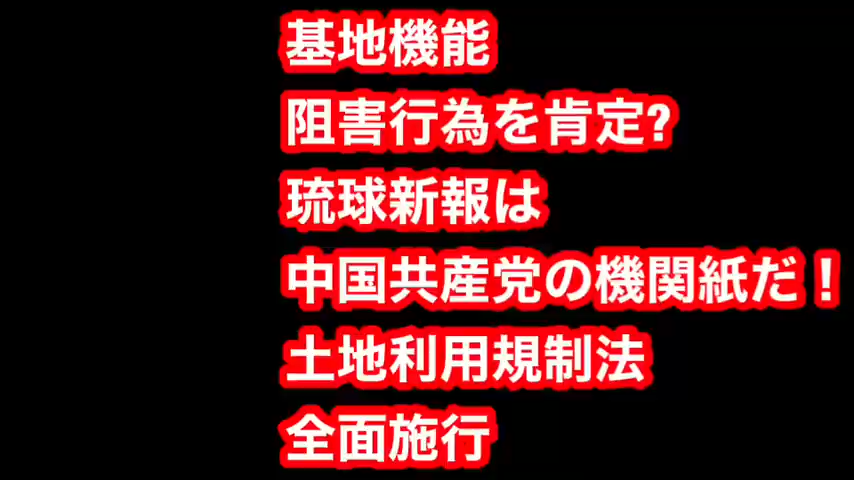 基地機能
阻害行為を肯定?
琉球新報は
中国共産党の機関紙だ！
土地利用規制法
全面施行